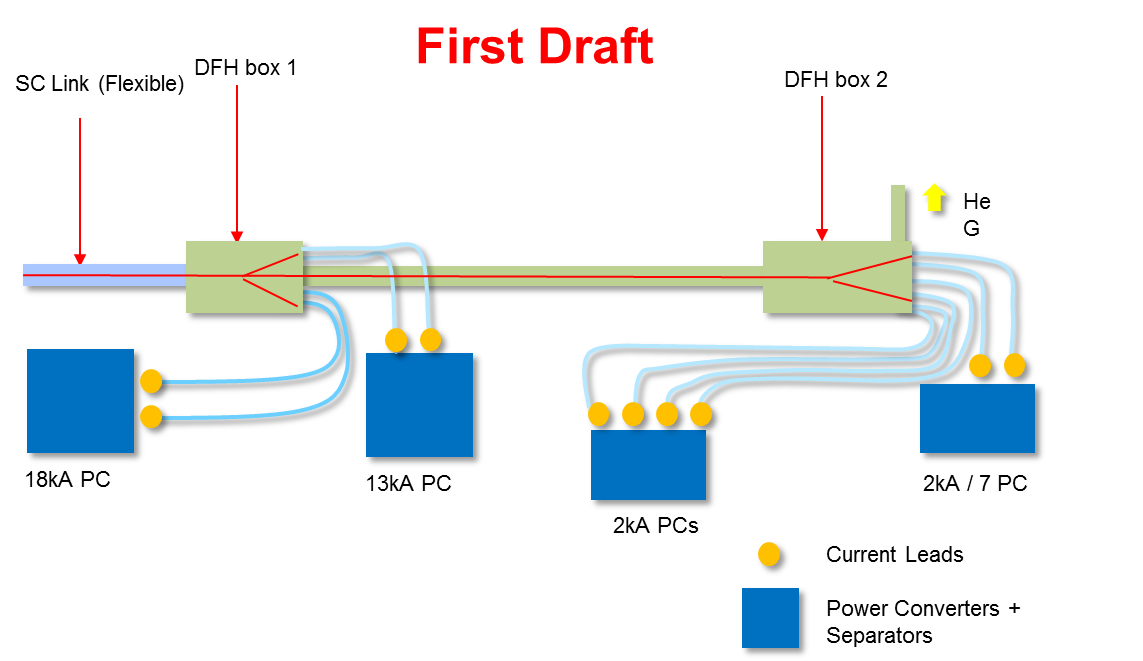 First Draft
SC Link (Flexible)
DFH box 1
DFH box 2
He
G
18kA PC
13kA PC
2kA PCs
2kA / 7 PC
Current Leads
Power Converters +
Separators